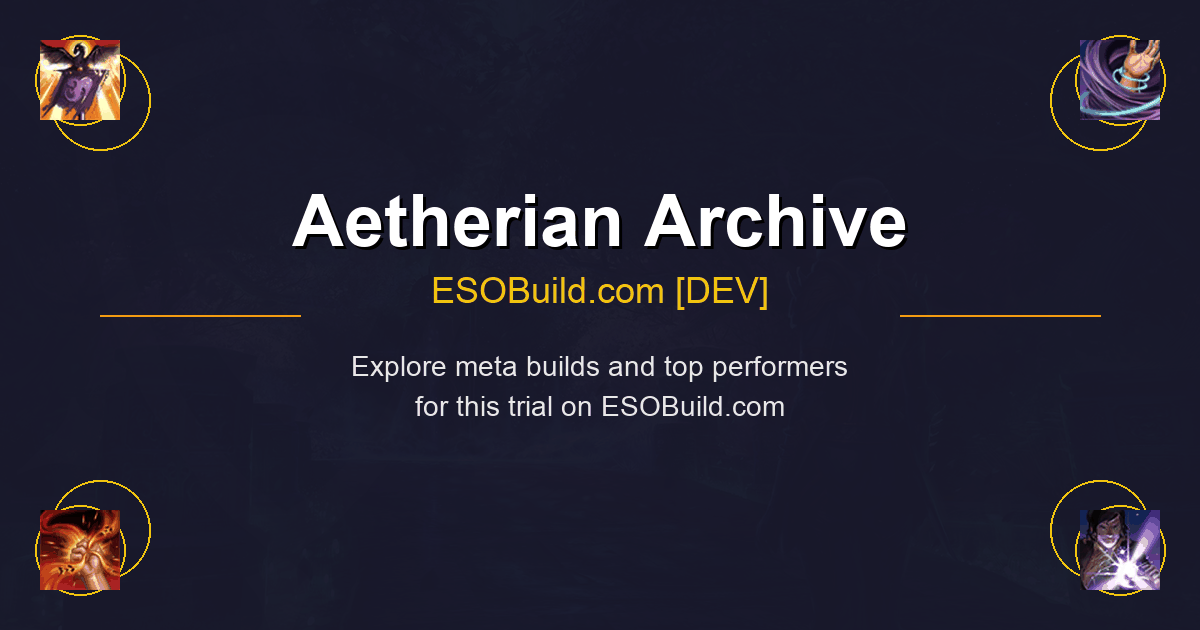 Aetherian Archive
ESOBuild.com [DEV]
Explore meta builds and top performers
for this trial on ESOBuild.com